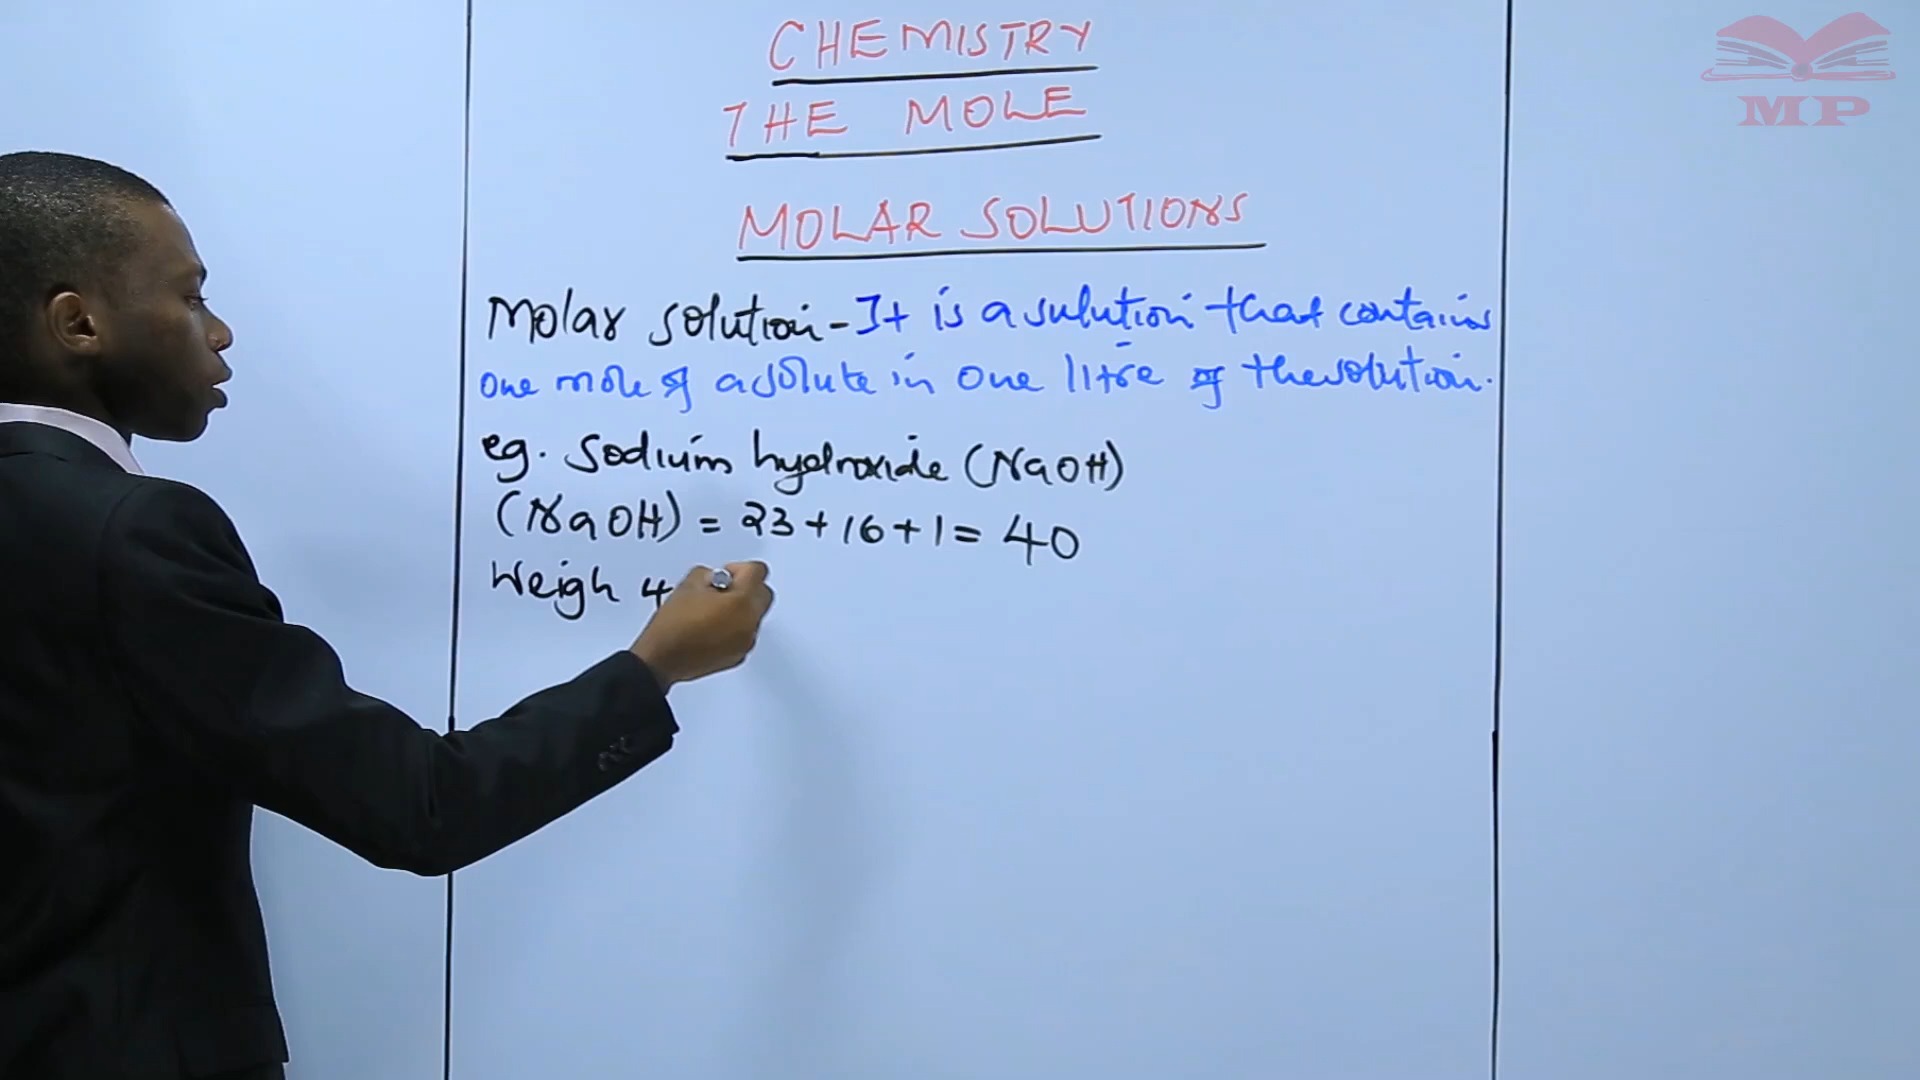 CHEMISTRY
THE MOLE
MOLAR SOLUTIONS
Molar solution - It is a sulution that contains
one mole of a solute in one litre of the solution.
eg. Sodium hydroxide (NaOH)
(NaOH) = 23 + 16 + 1 = 40
Weigh 4
MP